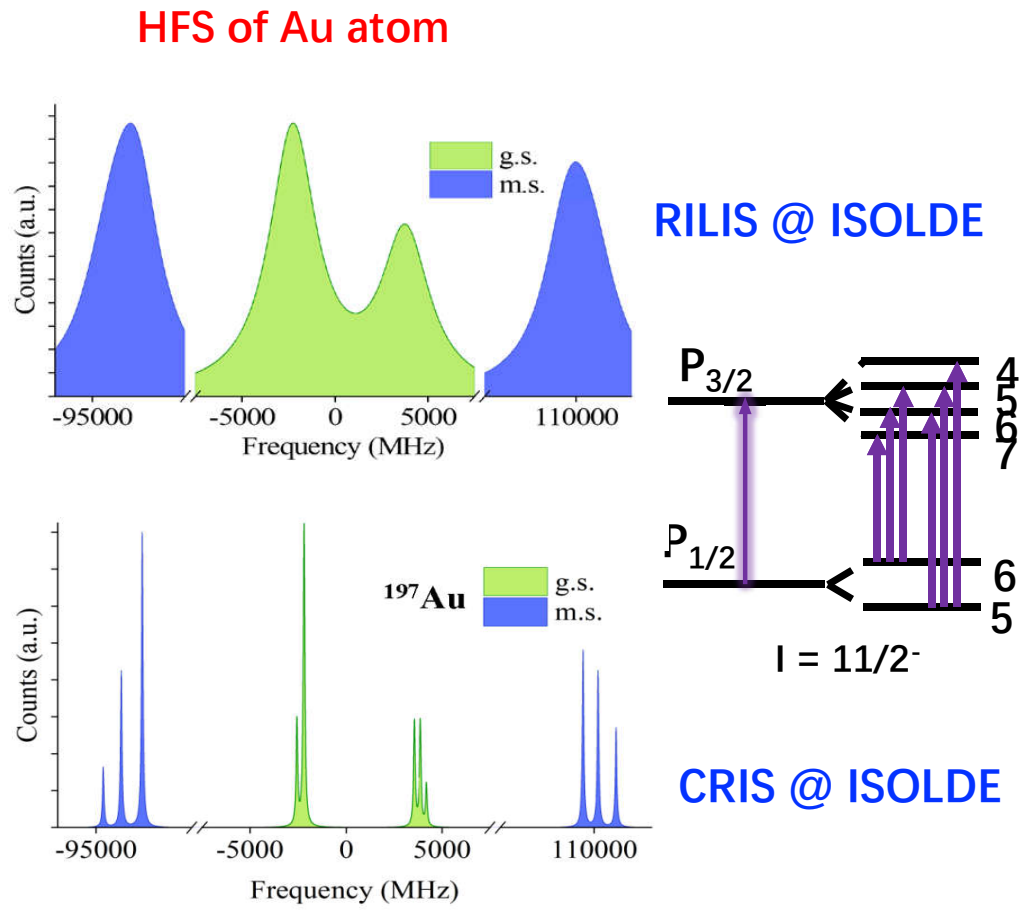 HFS of Au atom
Counts (a.u.)
g.s.
m.s.
-95000 -5000 0 5000 110000
Frequency (MHz)
RILIS @ ISOLDE
P3/2
4
5
6
7
P1/2
6
5
I = 11/2-
Counts (a.u.)
197Au
g.s.
m.s.
-95000 -5000 0 5000 110000
Frequency (MHz)
CRIS @ ISOLDE